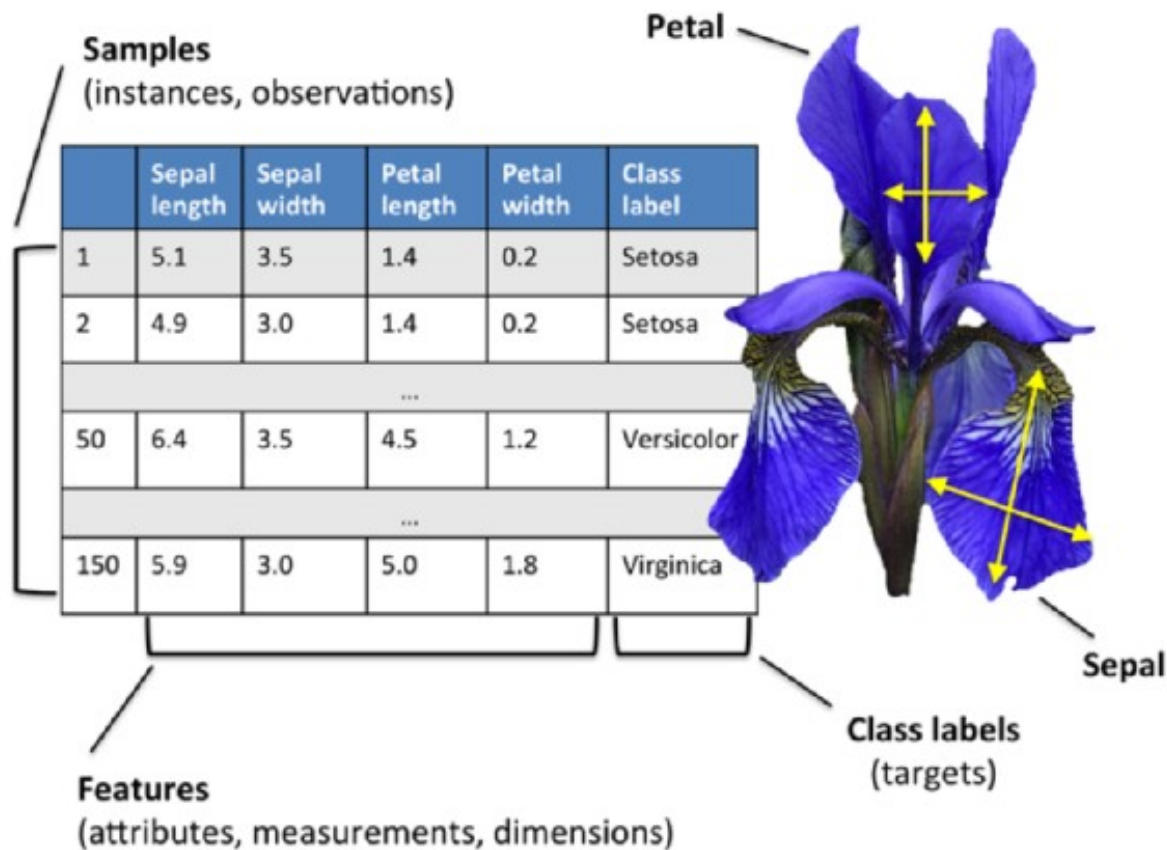 Samples
(instances, observations)
Petal
Sepal length Sepal width Petal length Petal width Class label
1 5.1 3.5 1.4 0.2 Setosa
2 4.9 3.0 1.4 0.2 Setosa
...
50 6.4 3.5 4.5 1.2 Versicolor
...
150 5.9 3.0 5.0 1.8 Virginica
Sepal
Class labels
(targets)
Features
(attributes, measurements, dimensions)